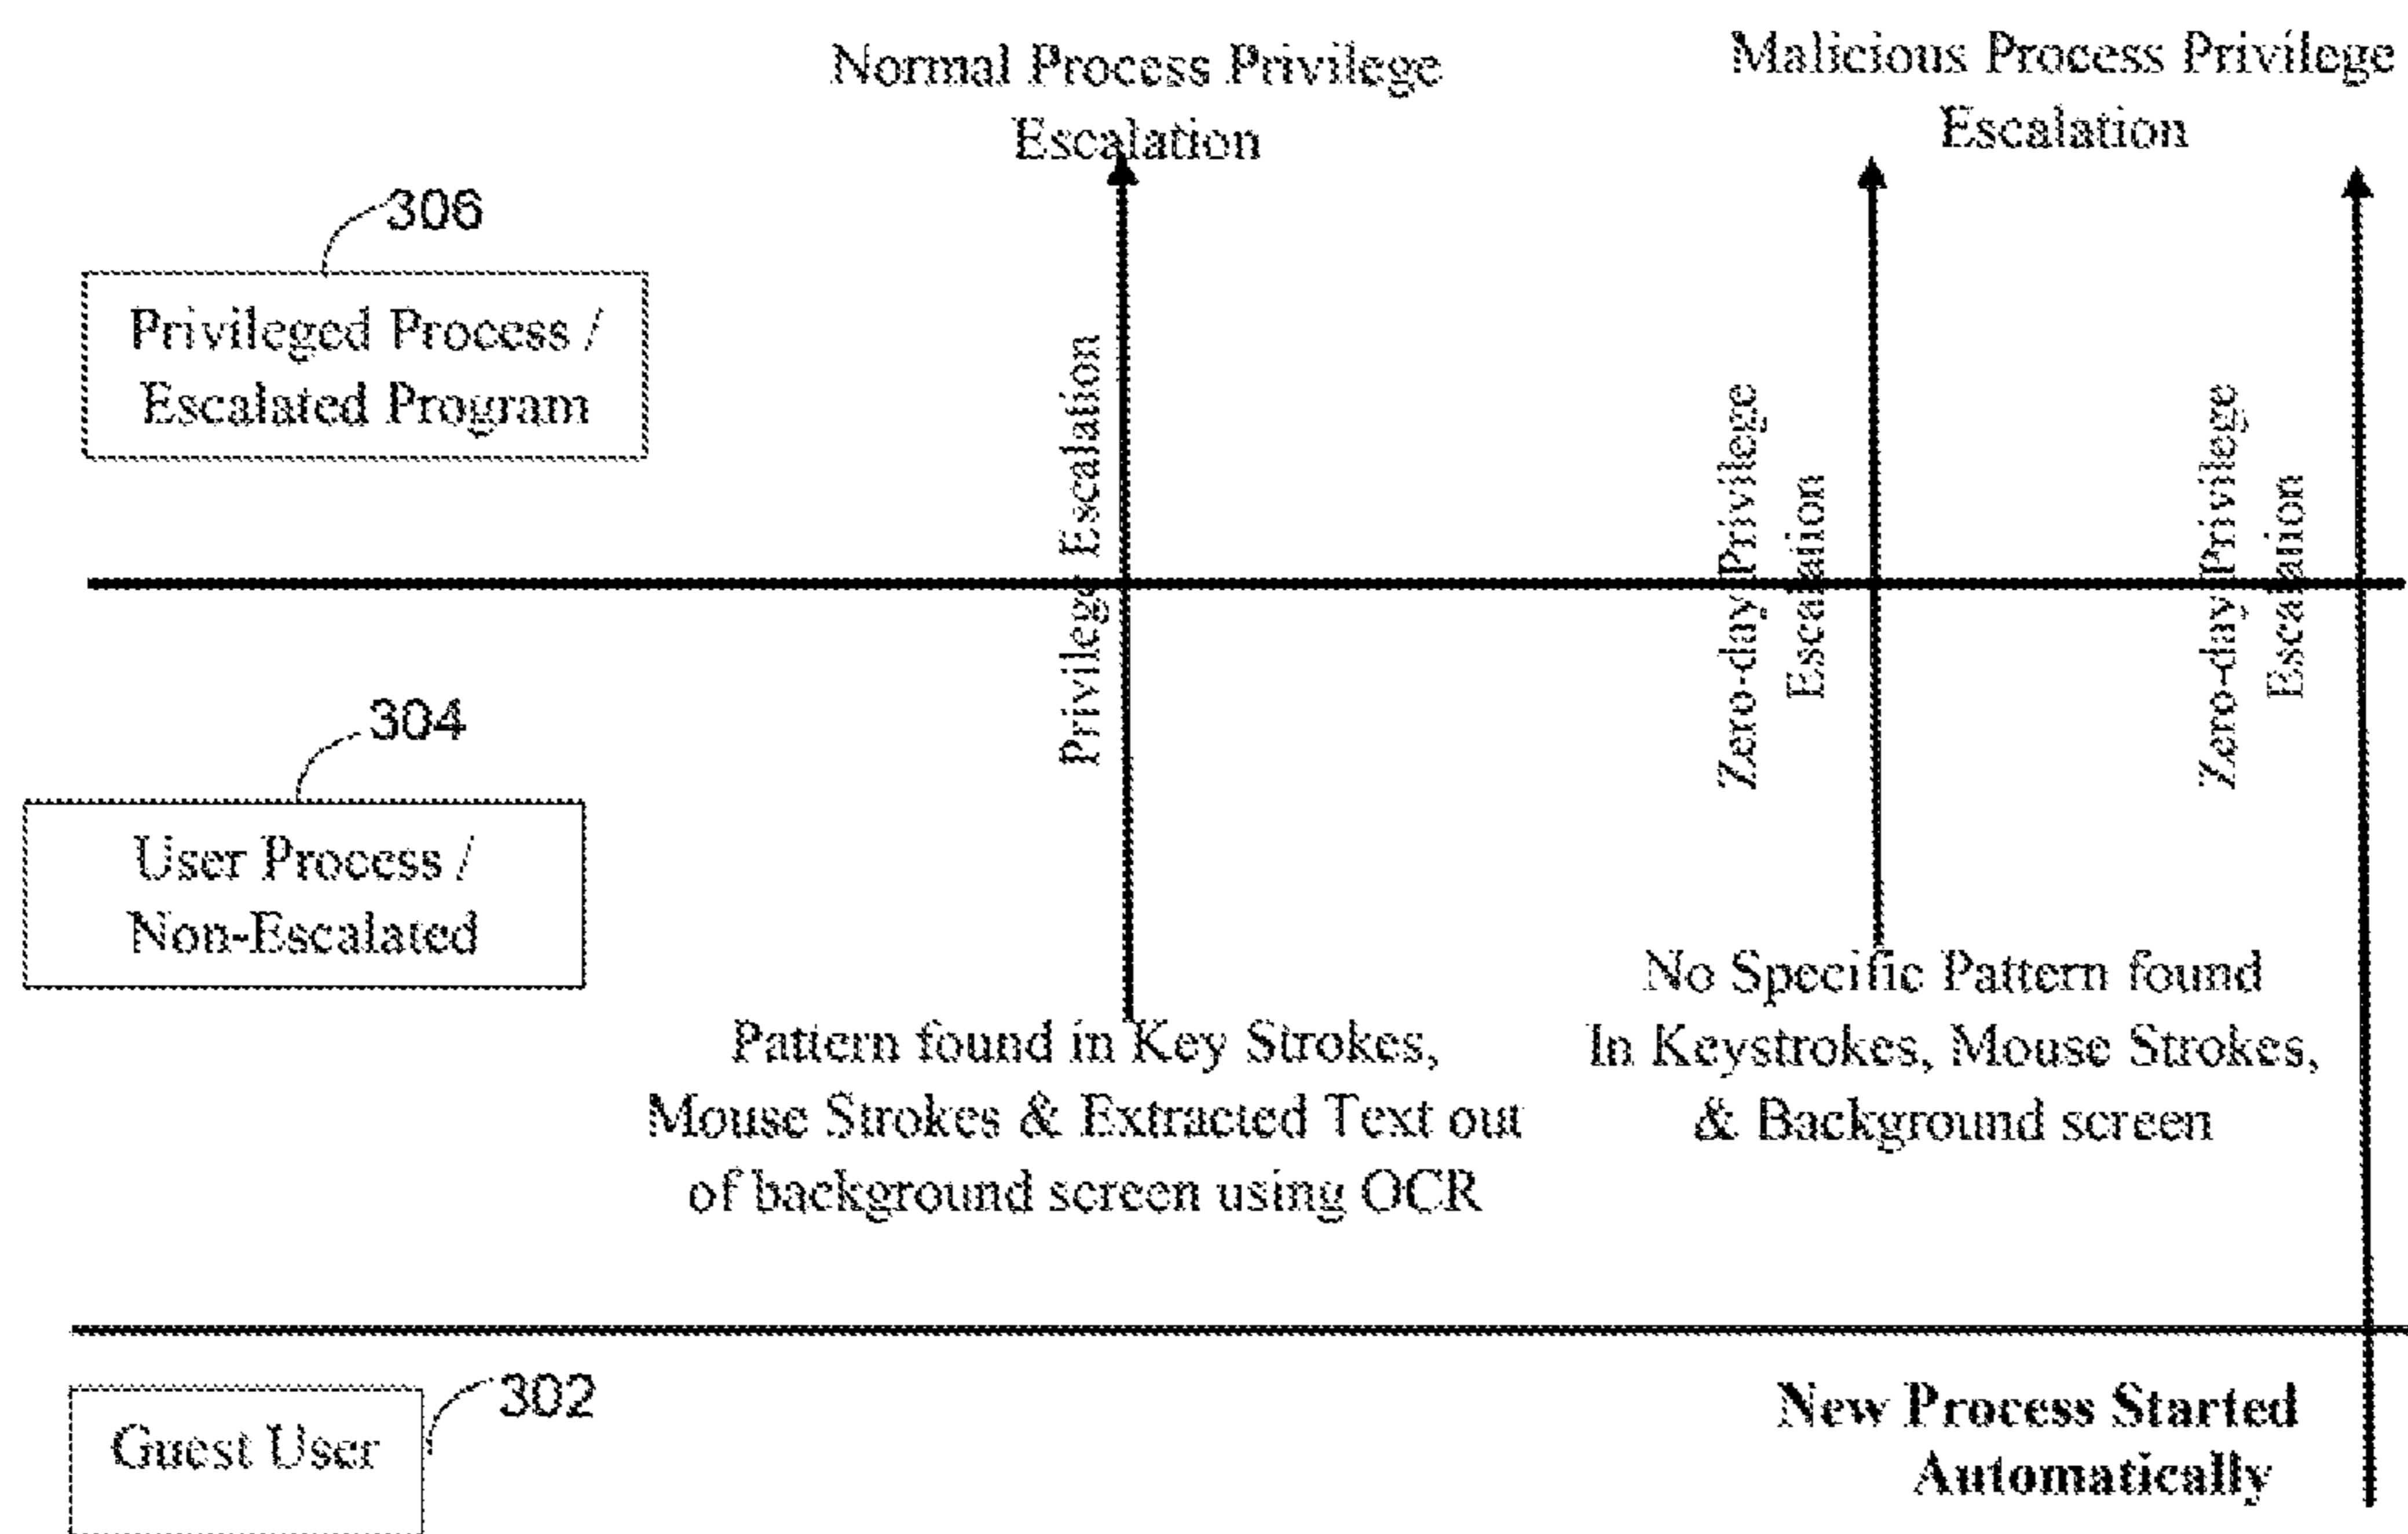 Normal Process Privilege
Escalation
Malicious Process Privilege
Escalation
306
Privileged Process /
Escalated Program
Privilege Escalation
Zero-day Privilege
Escalation
Zero-day Privilege
Escalation
304
User Process /
Non-Escalated
Pattern found in Key Strokes,
Mouse Strokes & Extracted Text out
of background screen using OCR
No Specific Pattern found
In Keystrokes, Mouse Strokes,
& Background screen
302
Guest User
New Process Started
Automatically